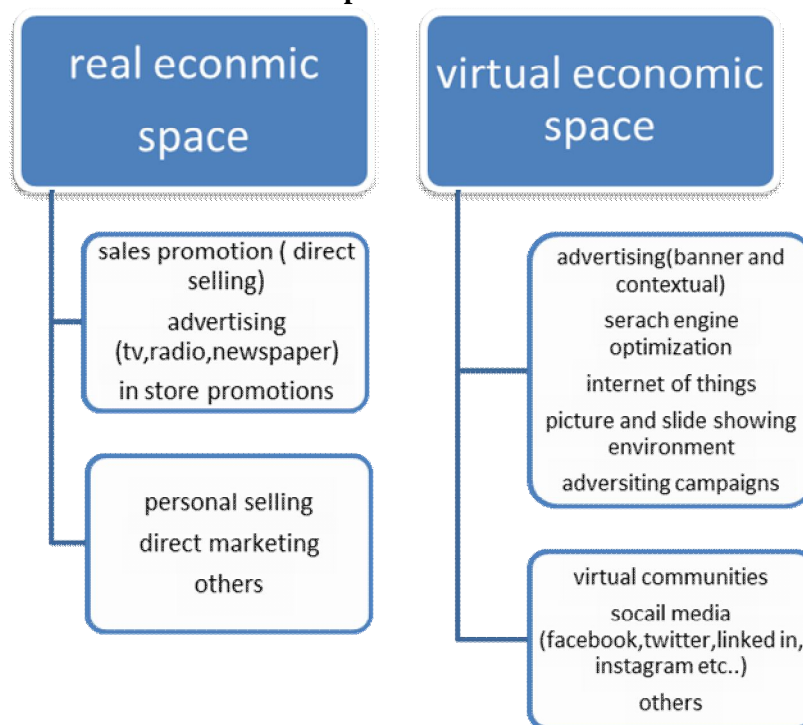 real econmic
space
sales promotion ( direct
selling)
advertising
(tv,radio,newspaper)
in store promotions
personal selling
direct marketing
others
virtual economic
space
advertising(banner and
contextual)
serach engine
optimization
internet of things
picture and slide showing
environment
adversiting campaigns
virtual communities
socail media
(facebook,twitter,linked in,
instagram etc..)
others